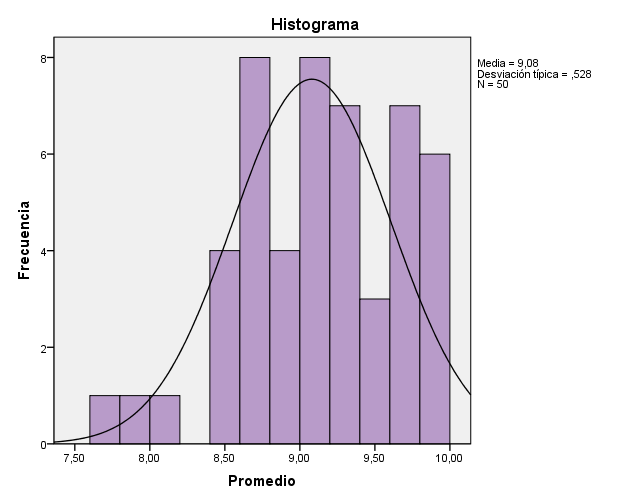 Histograma
8
6
4
2
0
Frecuencia
7,50 8,00 8,50 9,00 9,50 10,00
Promedio
Media = 9,08
Desviación típica = ,528
N = 50